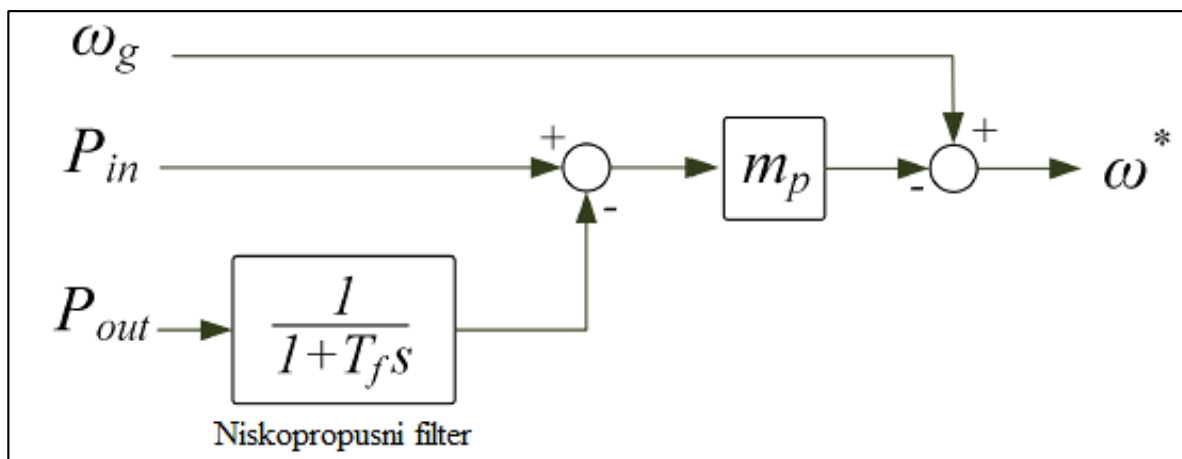 ω_g
+
P_in
m_p
+
-
ω*
-
P_out
1
1+T_f s
Niskopropusni filter